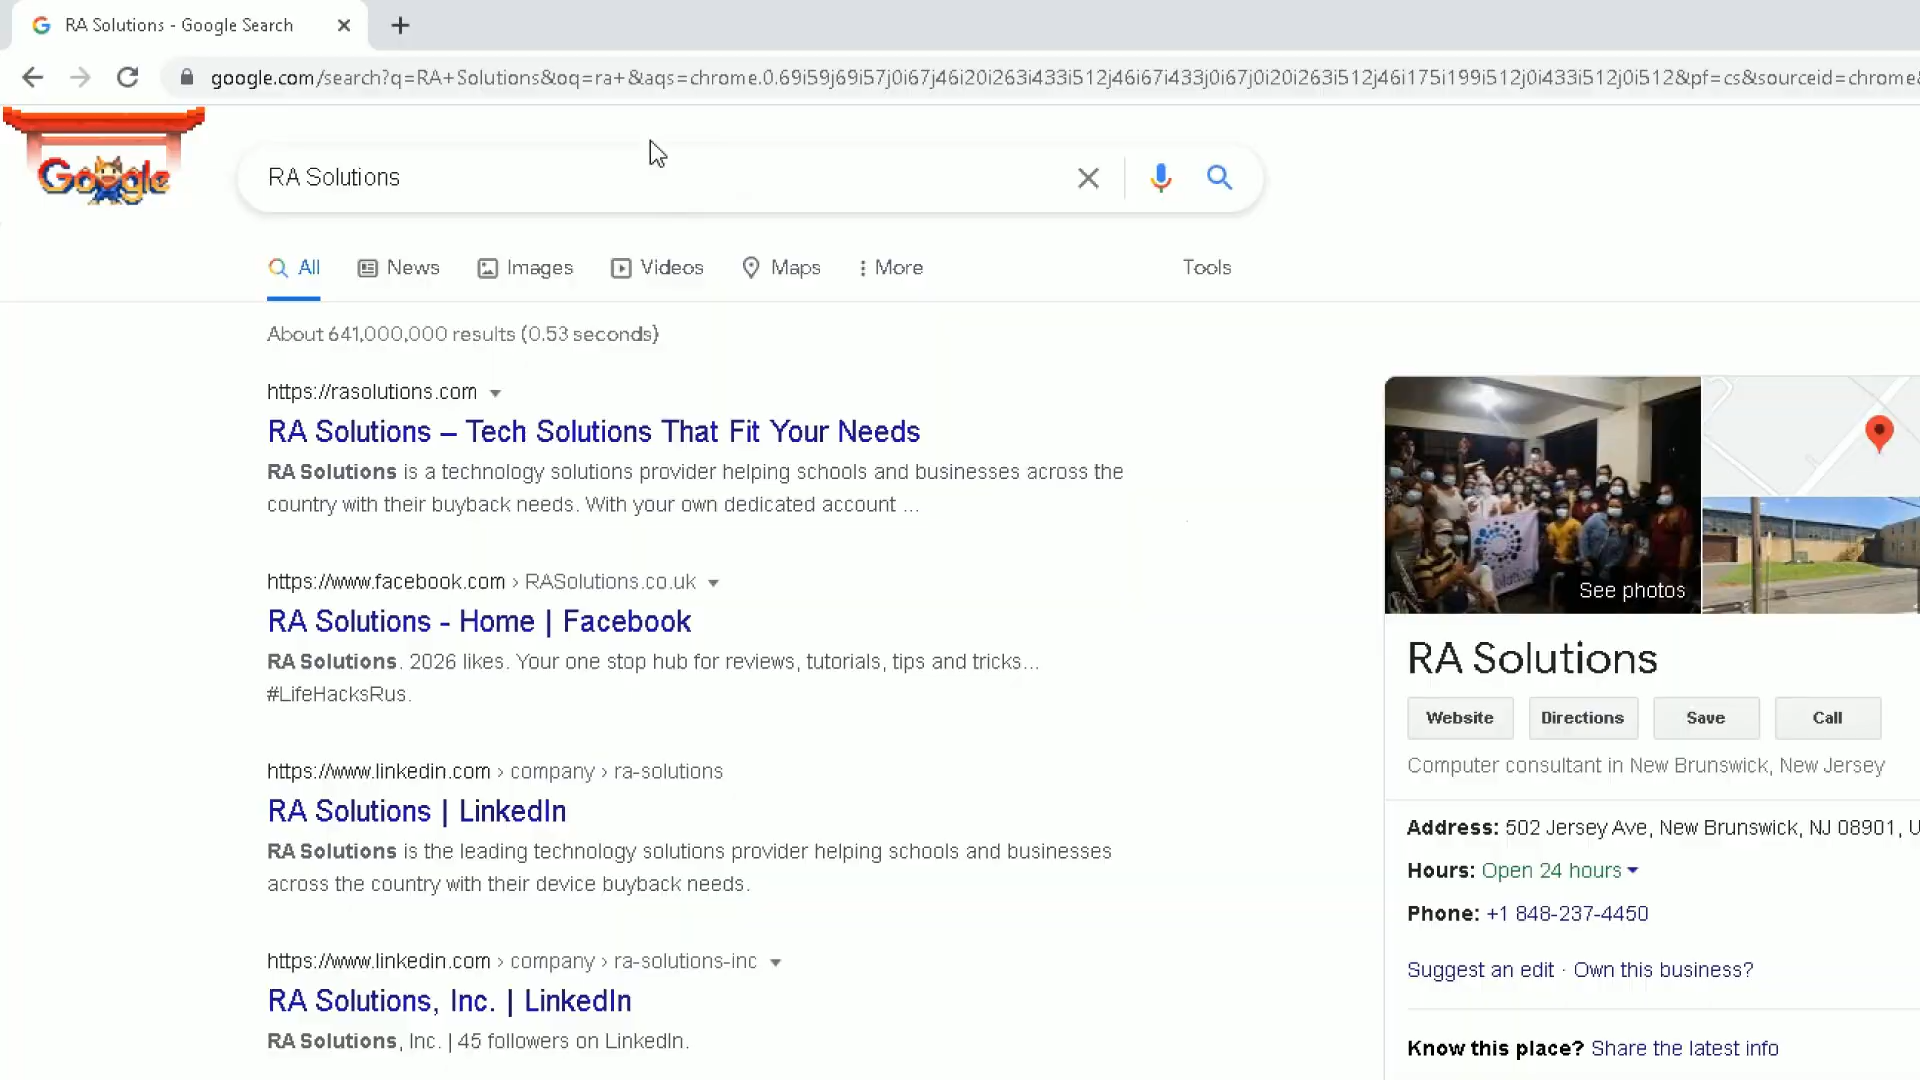 RA Solutions - Google Search
google.com/search?q=RA+Solutions&oq=ra+&aqs=chrome.0.69i59j69i57j0i67j46i20i263i433i512j46i67i433j0i67j0i20i263i512j46i175i199i512j0i433i512j0i512&pf=cs&sourceid=chrome&
Google
RA Solutions
All News Images Videos Maps More Tools
About 641,000,000 results (0.53 seconds)
https://rasolutions.com
RA Solutions – Tech Solutions That Fit Your Needs
RA Solutions is a technology solutions provider helping schools and businesses across the
country with their buyback needs. With your own dedicated account ...
https://www.facebook.com › RASolutions.co.uk
RA Solutions - Home | Facebook
RA Solutions. 2026 likes. Your one stop hub for reviews, tutorials, tips and tricks...
#LifeHacksRus.
https://www.linkedin.com › company › ra-solutions
RA Solutions | LinkedIn
RA Solutions is the leading technology solutions provider helping schools and businesses
across the country with their device buyback needs.
https://www.linkedin.com › company › ra-solutions-inc
RA Solutions, Inc. | LinkedIn
RA Solutions, Inc. | 45 followers on LinkedIn.
See photos
RA Solutions
Website Directions Save Call
Computer consultant in New Brunswick, New Jersey
Address: 502 Jersey Ave, New Brunswick, NJ 08901, U
Hours: Open 24 hours
Phone: +1 848-237-4450
Suggest an edit · Own this business?
Know this place? Share the latest info